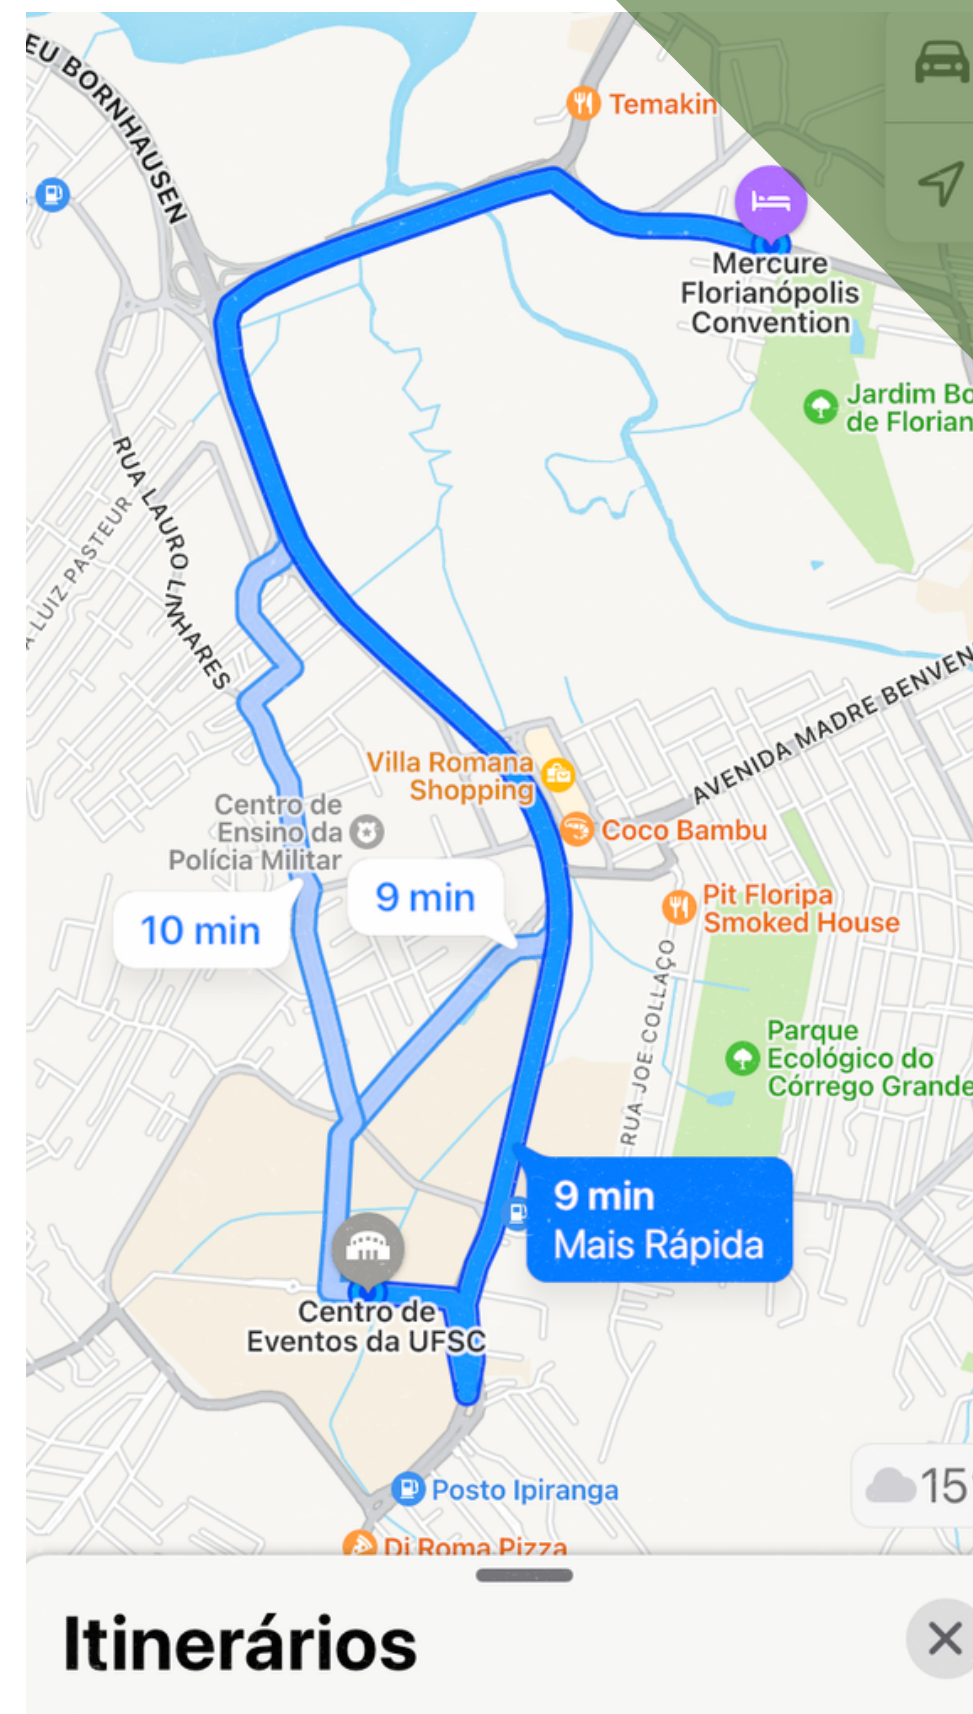 EU BORNHAUSEN
Temakin
Mercure
Florianópolis
Convention
Jardim Bo
de Florian
RUA LAURO LINHARES
LUIZ PASTEUR
AVENIDA MADRE BENVEN
Villa Romana
Shopping
Coco Bambu
Centro de
Ensino da
Polícia Militar
10 min
9 min
Pit Floripa
Smoked House
RUA JOE COLLAÇO
Parque
Ecológico do
Córrego Grande
9 min
Mais Rápida
Centro de
Eventos da UFSC
15°
Posto Ipiranga
Di Roma Pizza
Itinerários